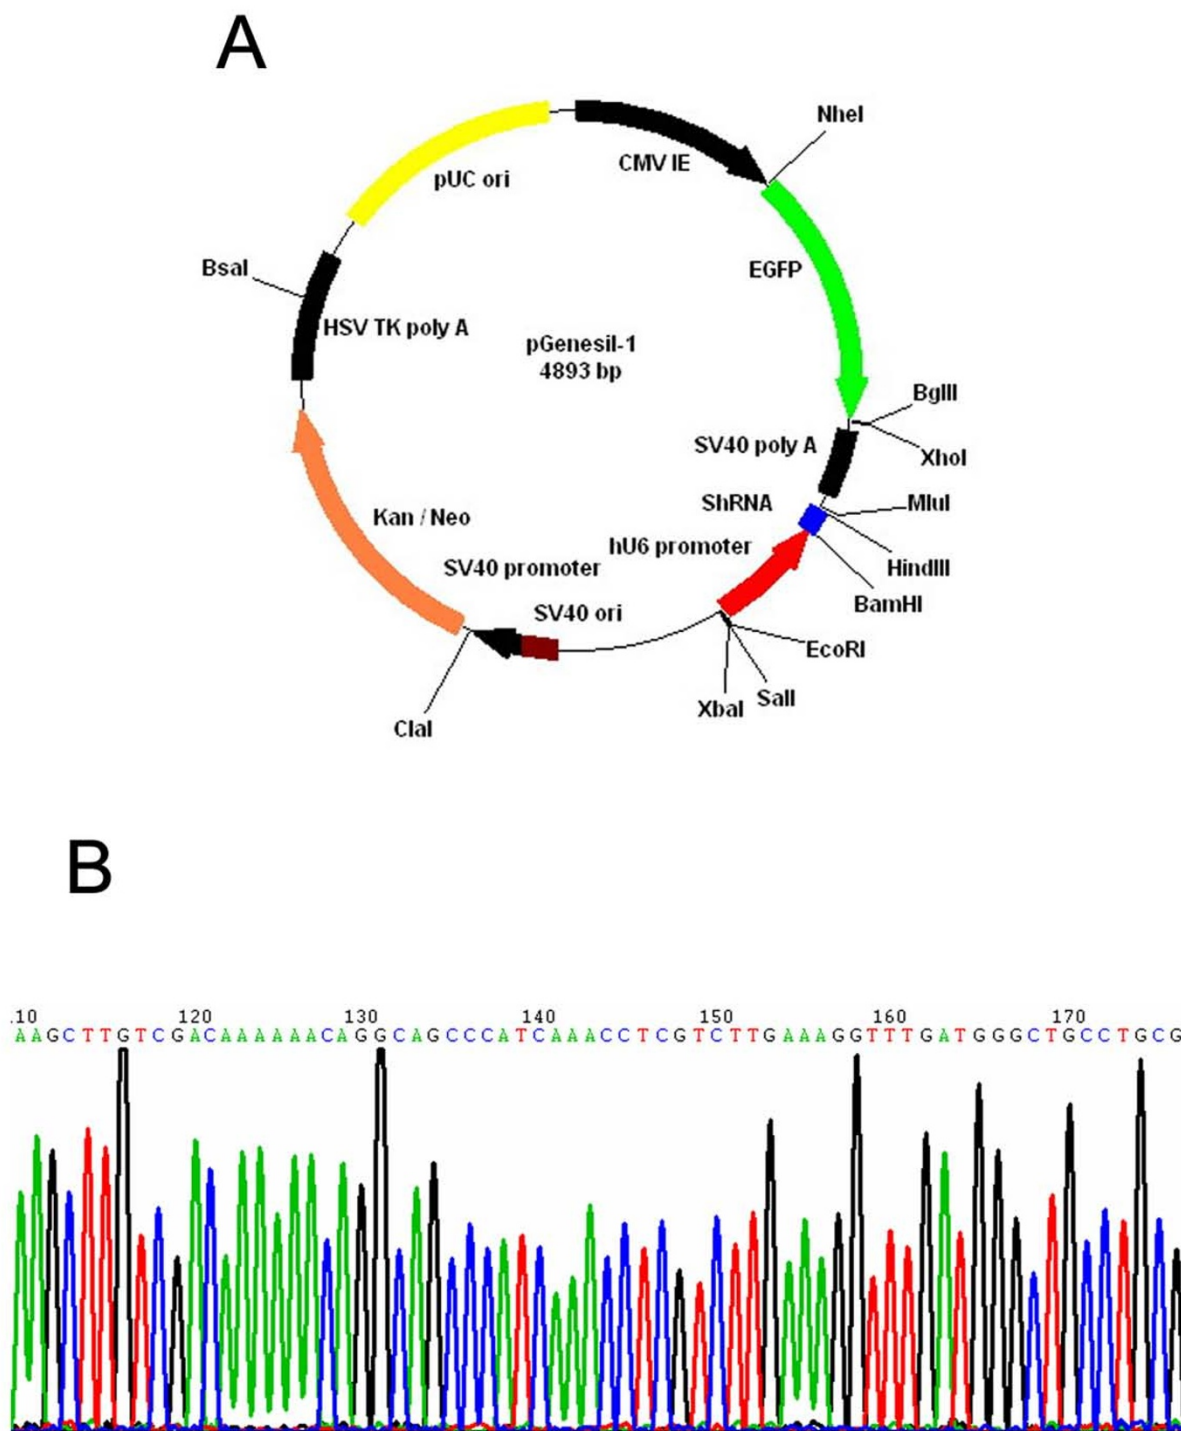 A
NheI
CMV IE
pUC ori
EGFP
BsaI
HSV TK poly A
pGenesil-1
4893 bp
BglII
SV40 poly A
XhoI
ShRNA
MluI
Kan / Neo
hU6 promoter
SV40 promoter
HindIII
BamHI
SV40 ori
EcoRI
SalI
XbaI
ClaI
B
.10 120 130 140 150 160 170
AAGCTTGTCGACAAAAAACAGGCAGCCCATCAAACCTCGTCTTGAAAGGTTTGATGGGCTGCCTGCG